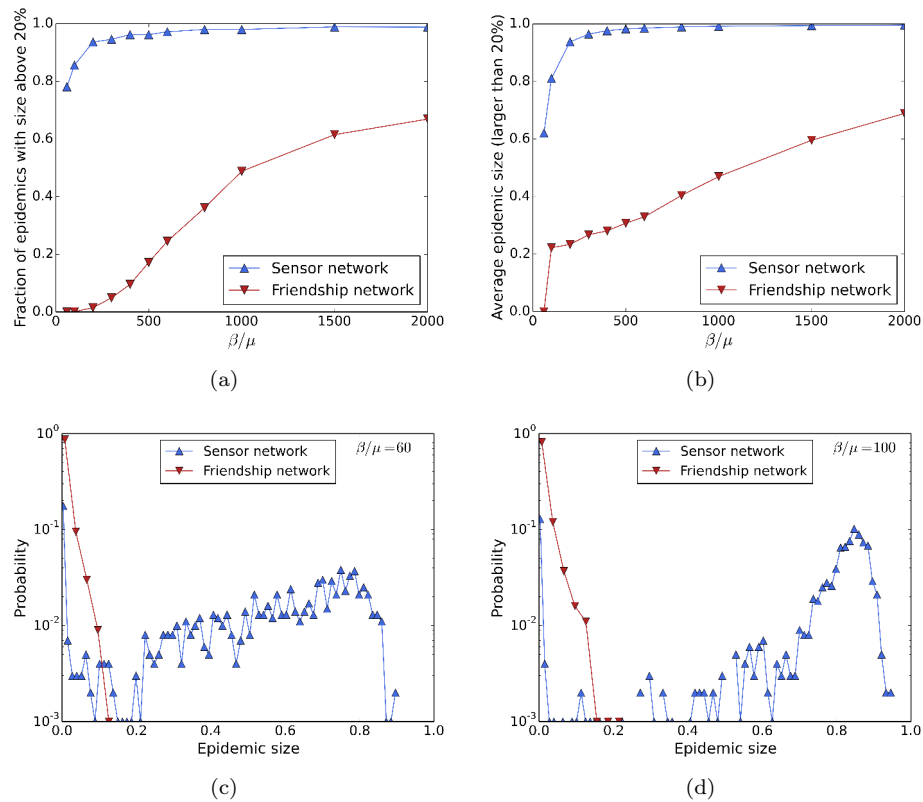 Fraction of epidemics with size above 20%
1.0
0.8
0.6
0.4
0.2
0.0
0
500
1000
1500
2000
β/μ
Sensor network
Friendship network
(a)
Average epidemic size (larger than 20%)
1.0
0.8
0.6
0.4
0.2
0.0
0
500
1000
1500
2000
β/μ
Sensor network
Friendship network
(b)
Probability
10^0
10^-1
10^-2
10^-3
0.0
0.2
0.4
0.6
0.8
1.0
Epidemic size
Sensor network
Friendship network
β/μ=60
(c)
Probability
10^0
10^-1
10^-2
10^-3
0.0
0.2
0.4
0.6
0.8
1.0
Epidemic size
Sensor network
Friendship network
β/μ=100
(d)